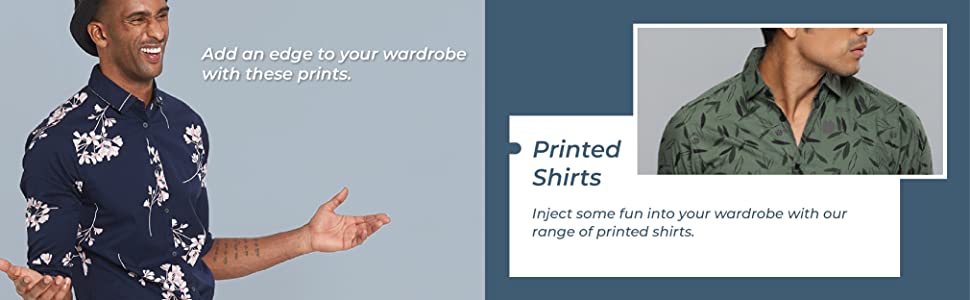 Add an edge to your wardrobe
with these prints.
Printed
Shirts
Inject some fun into your wardrobe with our
range of printed shirts.